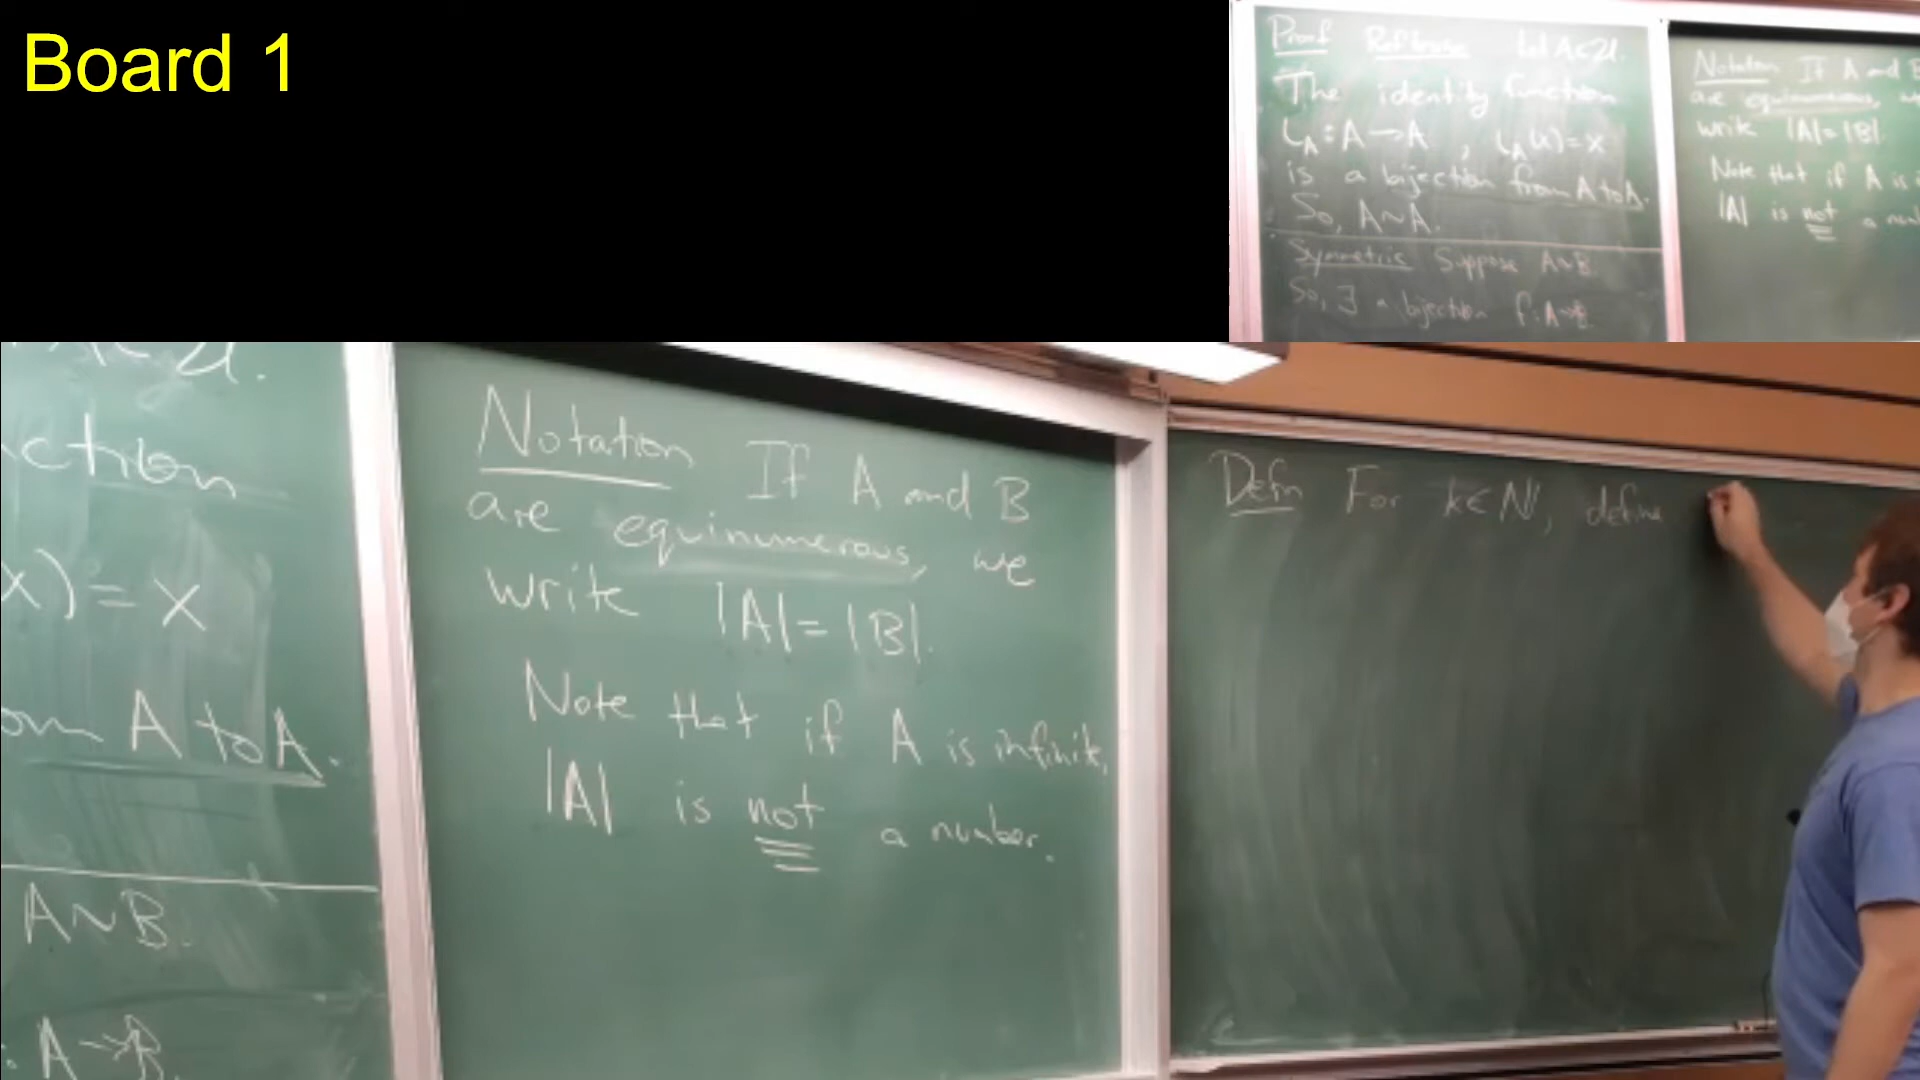 Board 1
Proof Reflexive Let A∈𝒰.
The identity function
ι_A : A → A , ι_A(x) = x
is a bijection from A to A.
So, A~A.
Symmetric Suppose A~B.
So, ∃ a bijection f: A→B
Notation If A and B
are equinumerous, we
write |A|=|B|.
Note that if A is i
|A| is not a num
𝒰.
ction
x) = x
om A to A.
A~B.
: A→B.
Notation If A and B
are equinumerous, we
write |A|=|B|.
Note that if A is infinite,
|A| is not a number.
Defn For k∈ℕ, define